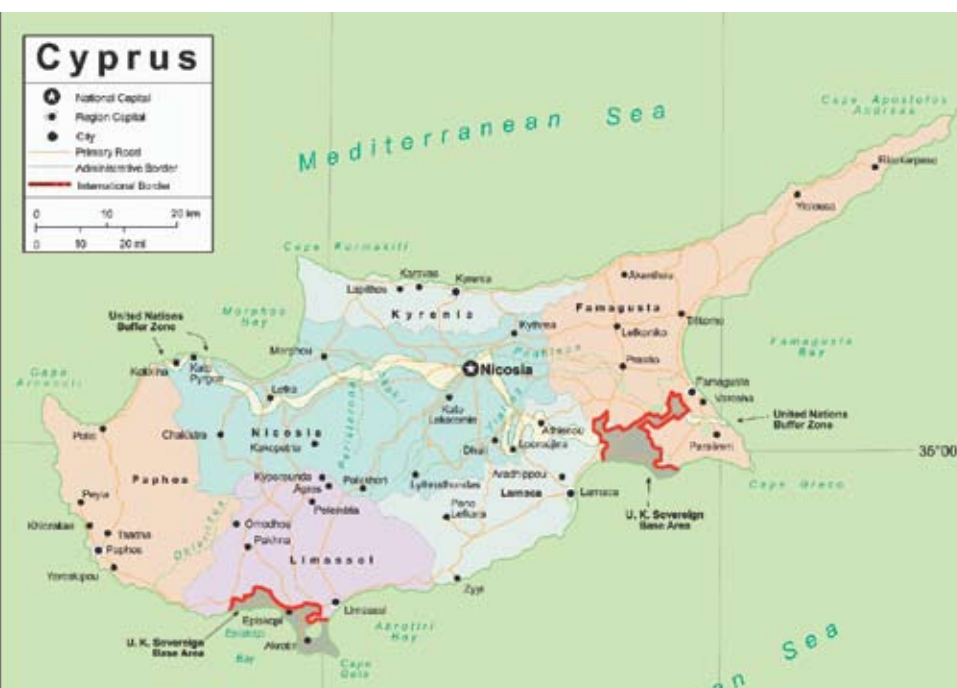 Cyprus
National Capital
Region Capital
City
Primary Road
Administrative Border
International Border
0 10 20 km
0 10 20 mi
Mediterranean Sea
Cape Apostolos
Andreas
Rizokarpaso
Yialousa
Cape Kormakiti
Karavas
Lapithos
Kyrenia
Akanthou
Kyrenia
Famagusta
Trikomo
Morphou
Bay
United Nations
Buffer Zone
Kythrea
Lefkoniko
Morphou
Prastio
Famagusta
Bay
Kokkina
Kato
Pyrgos
Nicosia
Cape
Arnaouti
Famagusta
Varosha
Lefka
Kato
Lakatamia
United Nations
Buffer Zone
Polis
Chakistra
Nicosia
Kakopetria
Athienou
Louroujina
Dhali
Paralimni
35°00
Paphos
Kyperounda
Agros
Palekhori
Lythrodhondas
Aradhippou
Larnaca
Larnaca
Cape Greco
Peyia
Pelendria
Pano
Lefkara
U. K. Sovereign
Base Area
Tsadha
Paphos
Omodhos
Pakhna
Limassol
Yeroskipou
Zyyi
Limassol
Episkopi
Episkopi
Bay
Akrotiri
Bay
U. K. Sovereign
Base Area
Akrotiri
Cape
Gata
an Sea